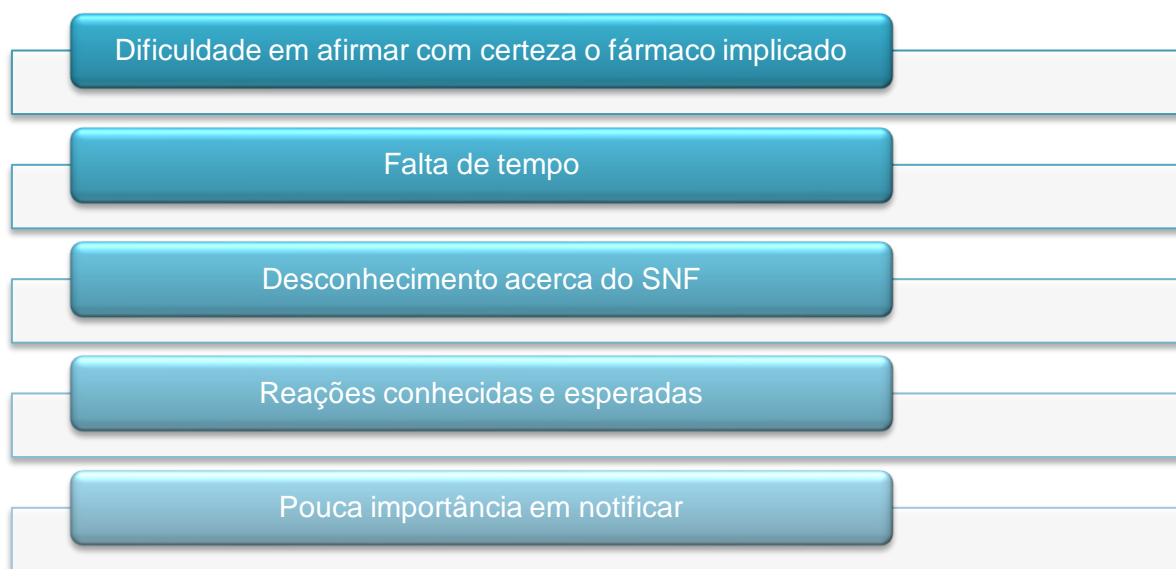 Dificuldade em afirmar com certeza o fármaco implicado
Falta de tempo
Desconhecimento acerca do SNF
Reações conhecidas e esperadas
Pouca importância em notificar